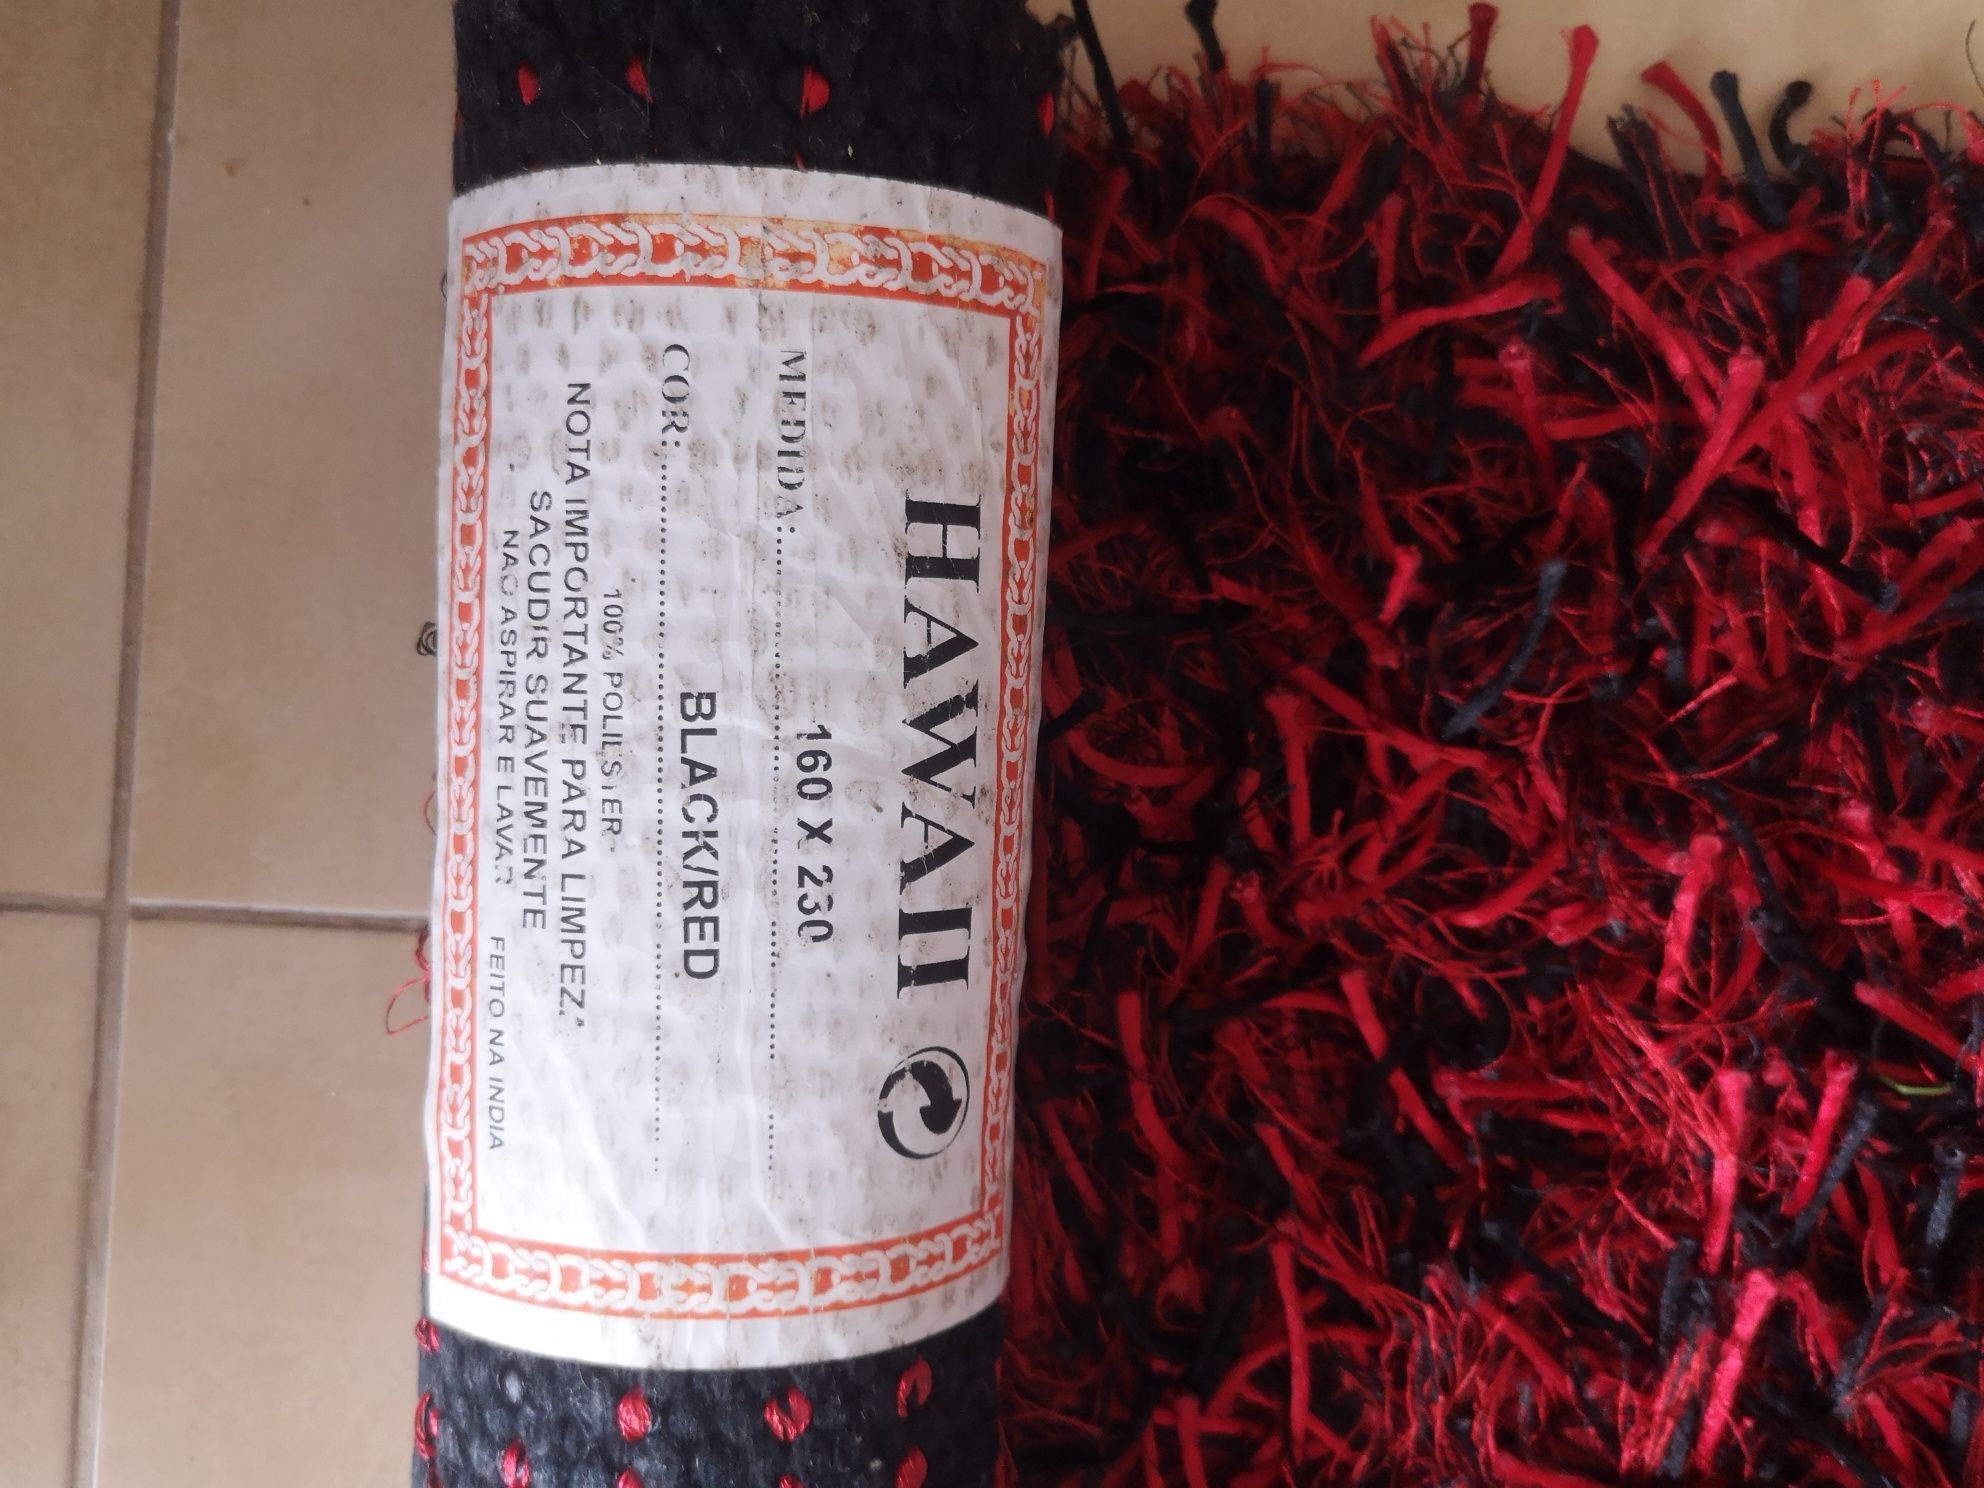 HAWAII
MEDIDA: 160 X 230
COR: BLACK/RED
100% POLIESTER
NOTA IMPORTANTE PARA LIMPEZA
SACUDIR SUAVEMENTE
NAO ASPIRAR E LAVAR
FEITO NA INDIA